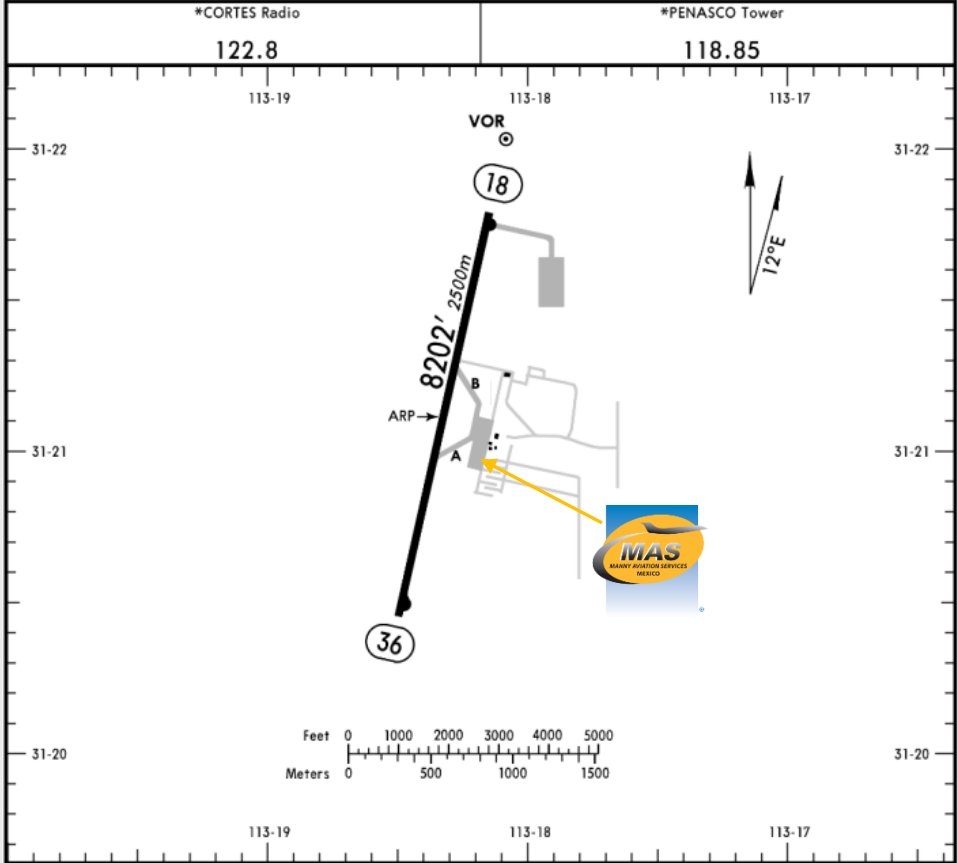 *CORTES Radio
122.8
*PENASCO Tower
118.85
113-19
113-18
113-17
VOR
31-22
31-22
18
12°E
8202' 2500m
B
ARP
31-21
31-21
A
MAS
MANNY AVIATION SERVICES
MEXICO
®
36
Feet 0 1000 2000 3000 4000 5000
Meters 0 500 1000 1500
31-20
31-20
113-19
113-18
113-17